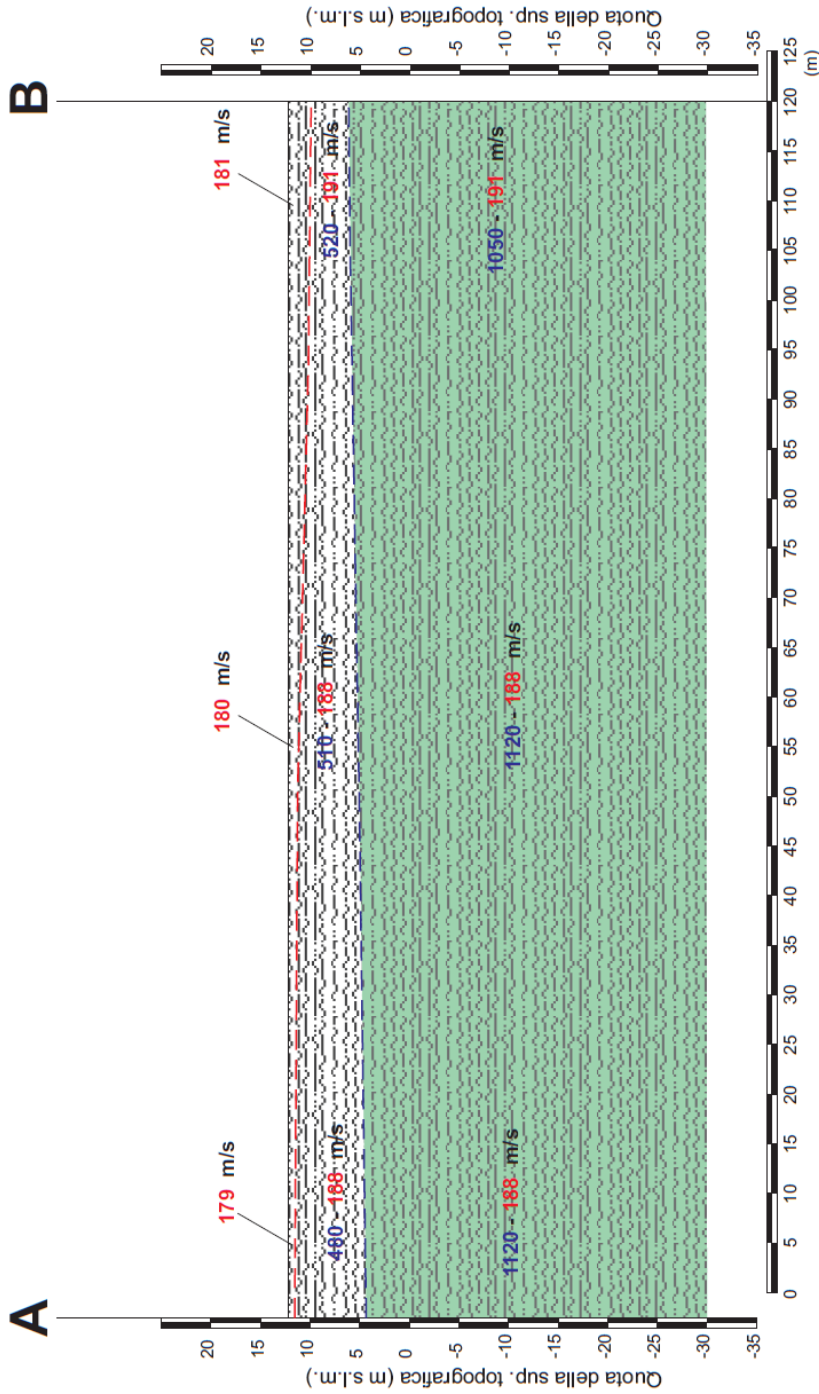 A
B
Quota della sup. topografica (m s.l.m.)
20
15
10
5
0
-5
-10
-15
-20
-25
-30
-35
179 m/s
180 m/s
181 m/s
480 - 188 m/s
510 - 188 m/s
520 - 191 m/s
1120 - 188 m/s
1120 - 188 m/s
1050 - 191 m/s
Quota della sup. topografica (m s.l.m.)
20
15
10
5
0
-5
-10
-15
-20
-25
-30
-35
0 5 10 15 20 25 30 35 40 45 50 55 60 65 70 75 80 85 90 95 100 105 110 115 120 125
(m)